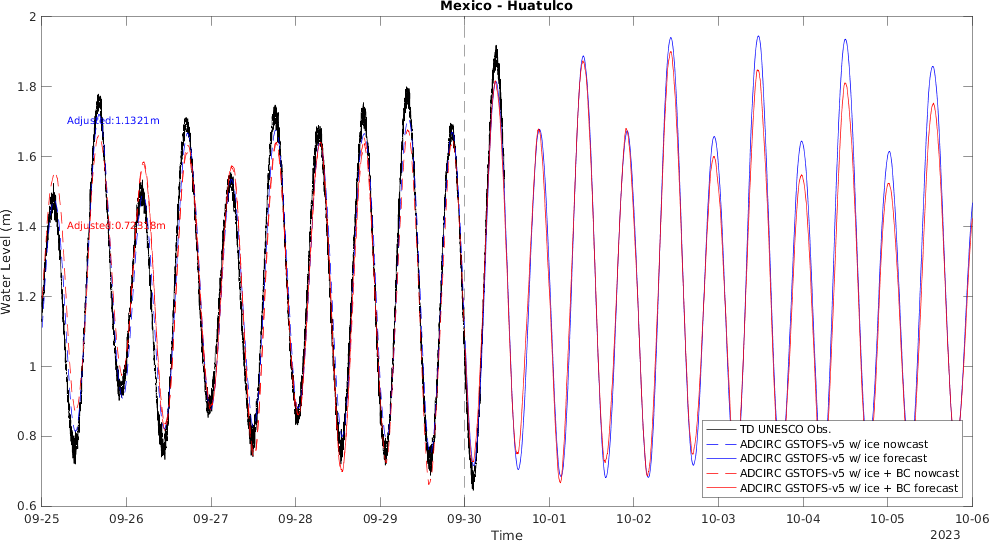 Mexico - Huatulco
Water Level (m)
2
1.8
1.6
1.4
1.2
1
0.8
0.6
Adjusted:1.1321m
Adjusted:0.72338m
TD UNESCO Obs.
ADCIRC GSTOFS-v5 w/ ice nowcast
ADCIRC GSTOFS-v5 w/ ice forecast
ADCIRC GSTOFS-v5 w/ ice + BC nowcast
ADCIRC GSTOFS-v5 w/ ice + BC forecast
09-25 09-26 09-27 09-28 09-29 09-30 10-01 10-02 10-03 10-04 10-05 10-06
Time
2023